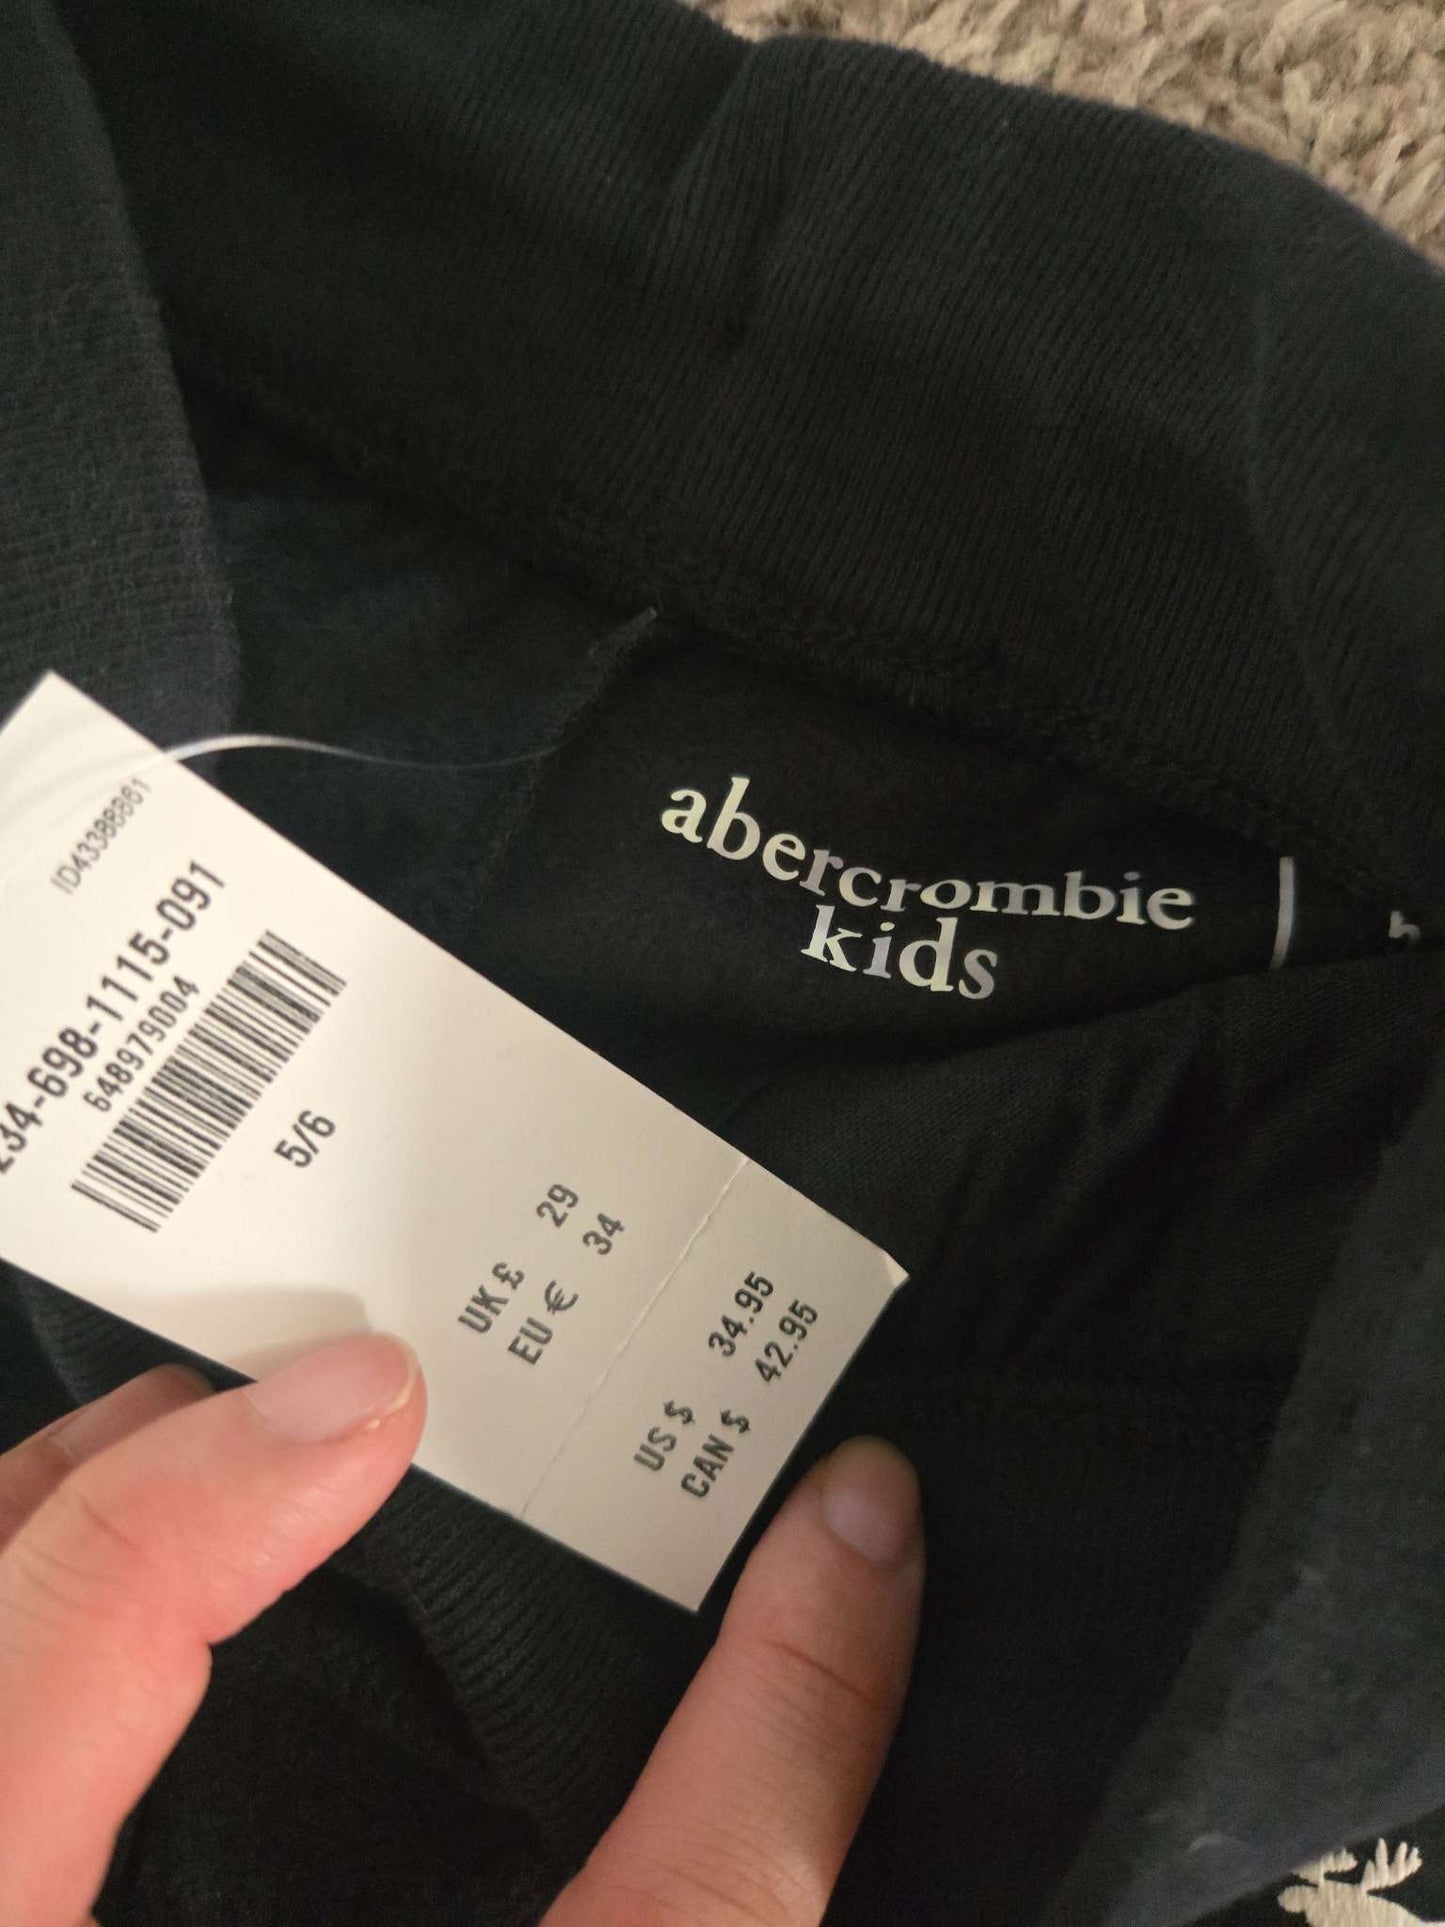 abercrombie
kids
ID43388861
234-698-1115-091
648979004
5/6
UK £ 29
EU € 34
US $ 34.95
CAN $ 42.95